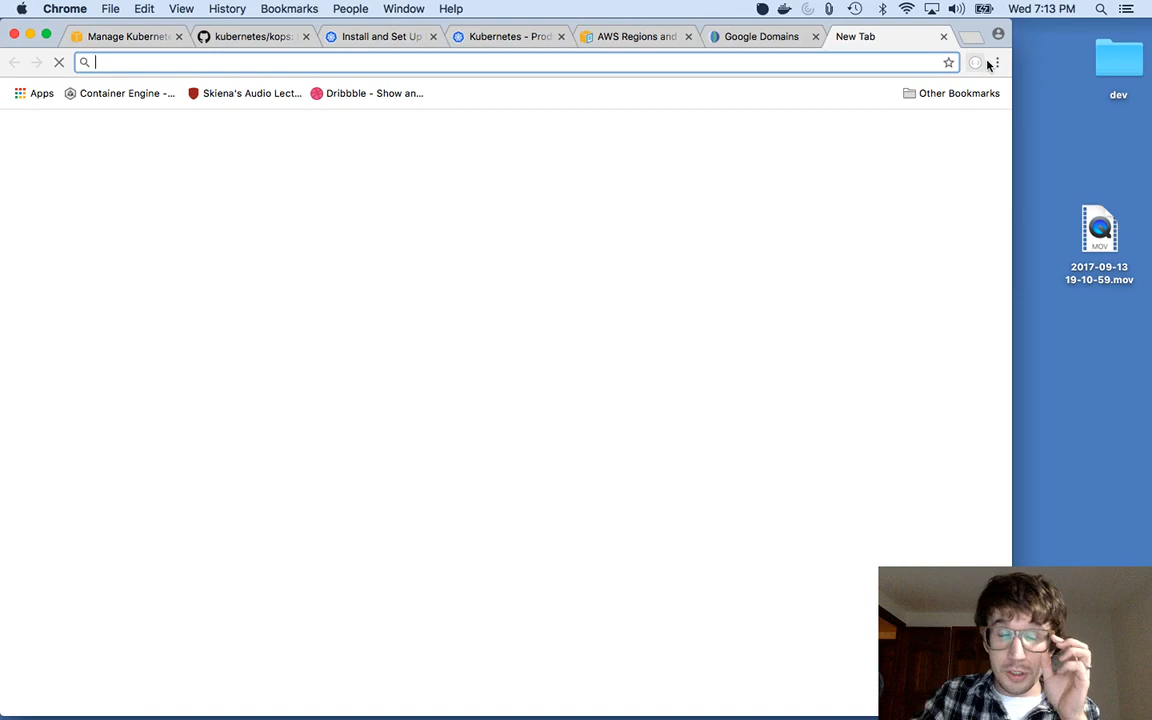 Chrome File Edit View History Bookmarks People Window Help Wed 7:13 PM
Manage Kubernete kubernetes/kops: Install and Set Up Kubernetes - Prod AWS Regions and Google Domains New Tab
Apps Container Engine -... Skiena's Audio Lect... Dribbble - Show an... Other Bookmarks
dev
MOV
2017-09-13
19-10-59.mov